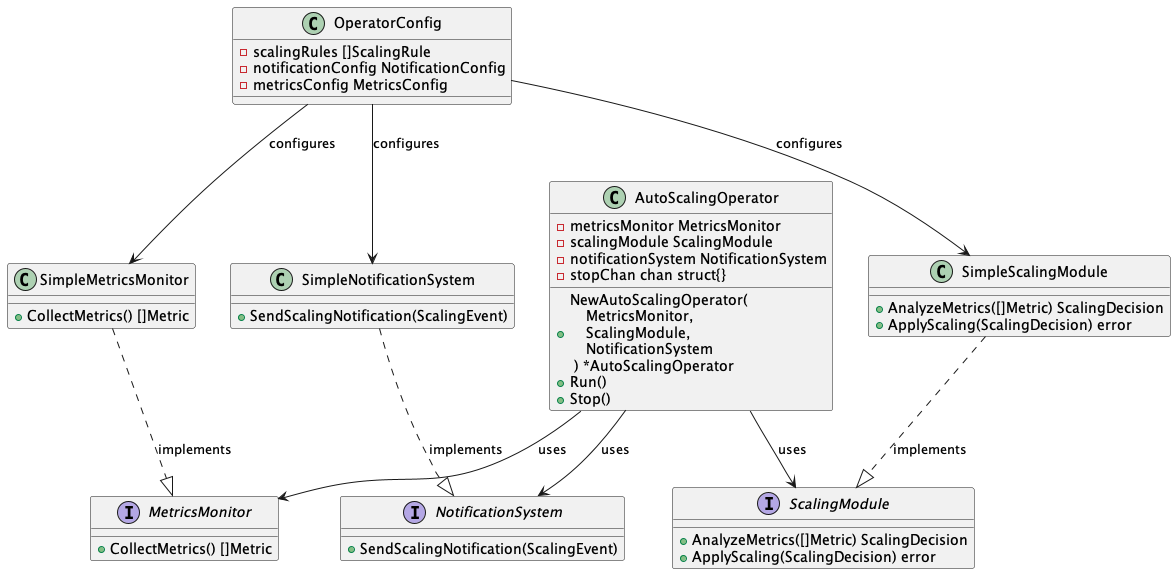 C OperatorConfig
scalingRules []ScalingRule
notificationConfig NotificationConfig
metricsConfig MetricsConfig
configures
configures
configures
C AutoScalingOperator
metricsMonitor MetricsMonitor
scalingModule ScalingModule
notificationSystem NotificationSystem
stopChan chan struct{}
NewAutoScalingOperator(
MetricsMonitor,
ScalingModule,
NotificationSystem
) *AutoScalingOperator
Run()
Stop()
C SimpleMetricsMonitor
CollectMetrics() []Metric
C SimpleNotificationSystem
SendScalingNotification(ScalingEvent)
C SimpleScalingModule
AnalyzeMetrics([]Metric) ScalingDecision
ApplyScaling(ScalingDecision) error
implements
implements
uses
uses
uses
implements
I MetricsMonitor
CollectMetrics() []Metric
I NotificationSystem
SendScalingNotification(ScalingEvent)
I ScalingModule
AnalyzeMetrics([]Metric) ScalingDecision
ApplyScaling(ScalingDecision) error